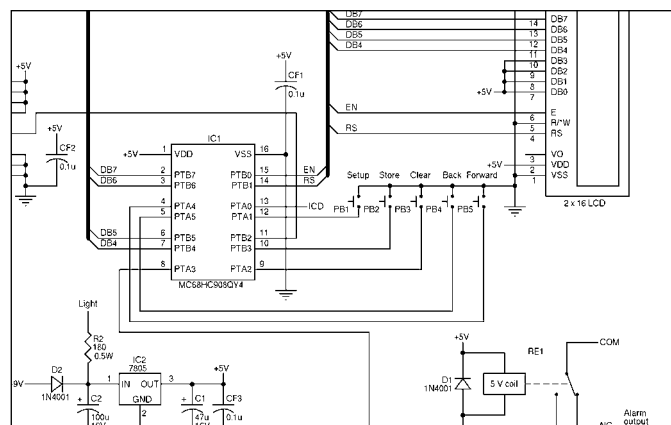 DB7
DB6
DB5
DB4
14
13
12
11
10
9
8
7
6
5
4
3
2
1
DB7
DB6
DB5
DB4
DB3
DB2
DB1
DB0
E
R/*W
RS
VO
VDD
VSS
2 x 16 LCD
+5V
+5V
EN
RS
+5V
+5V
CF2
0.1u
+5V
CF1
0.1u
IC1
+5V
1 VDD VSS 16
DB7 2 PTB7 PTB0 15 EN
DB6 3 PTB6 PTB1 14 RS
4 PTA4 PTA0 13 ICD
5 PTA5 PTA1 12
DB5 6 PTB5 PTB2 11
DB4 7 PTB4 PTB3 10
8 PTA3 PTA2 9
MC68HC908QY4
Setup Store Clear Back Forward
PB1 PB2 PB3 PB4 PB5
Light
R2
180
0.5W
D2
1N4001
9V
IC2
7805
1 IN OUT 3
GND
2
+5V
C2
100u
+
C1
47u
+
CF3
0.1u
+5V
D1
1N4001
5 V coil
RE1
COM
Alarm
output